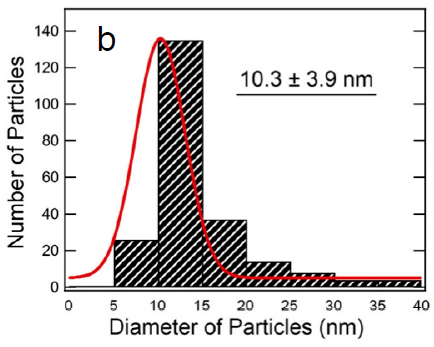 b
10.3 ± 3.9 nm
Number of Particles
140
120
100
80
60
40
20
0
0 5 10 15 20 25 30 35 40
Diameter of Particles (nm)